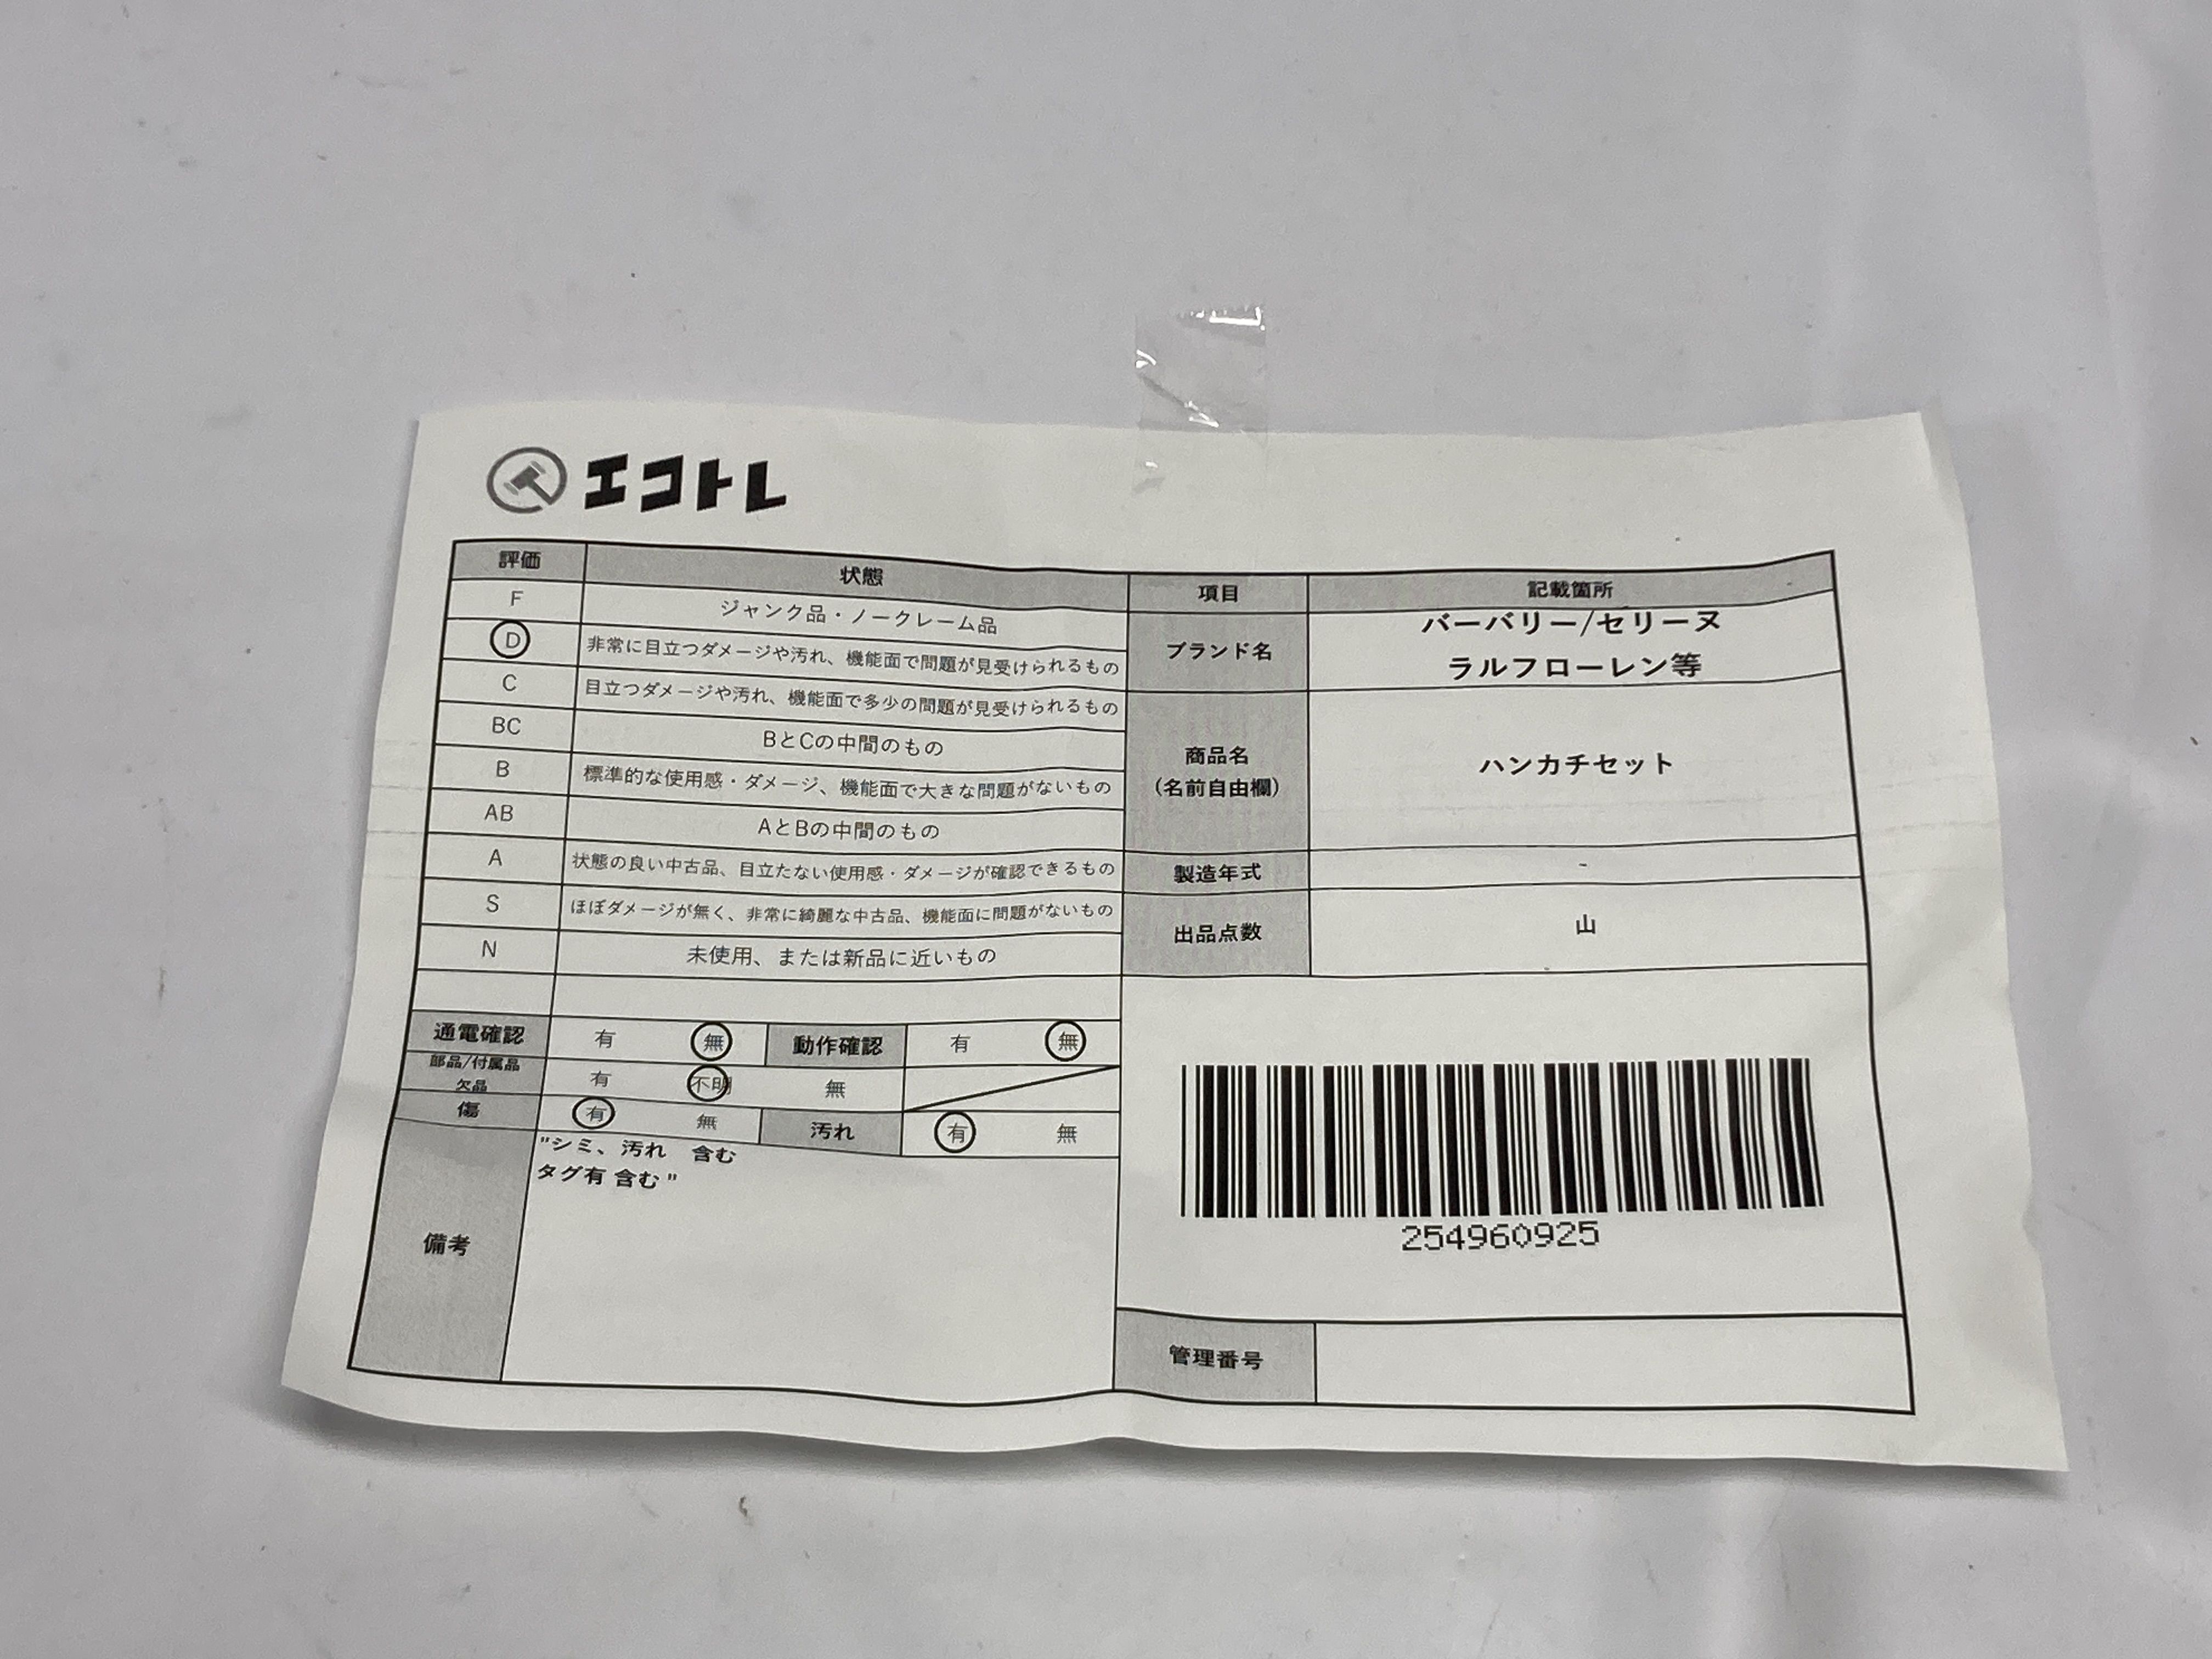 エコトレ
評価 状態
F ジャンク品・ノークレーム品
D 非常に目立つダメージや汚れ、機能面で問題が見受けられるもの
C 目立つダメージや汚れ、機能面で多少の問題が見受けられるもの
BC BとCの中間のもの
B 標準的な使用感・ダメージ、機能面で大きな問題がないもの
AB AとBの中間のもの
A 状態の良い中古品、目立たない使用感・ダメージが確認できるもの
S ほぼダメージが無く、非常に綺麗な中古品、機能面に問題がないもの
N 未使用、または新品に近いもの
通電確認 有 無 動作確認 有 無
部品/付属品
欠品 有 不明 無
傷 有 無 汚れ 有 無
備考
"シミ、汚れ 含む
タグ有 含む"
項目 記載箇所
ブランド名
バーバリー/セリーヌ
ラルフローレン等
商品名
(名前自由欄)
ハンカチセット
製造年式 -
出品点数 山
254960925
管理番号